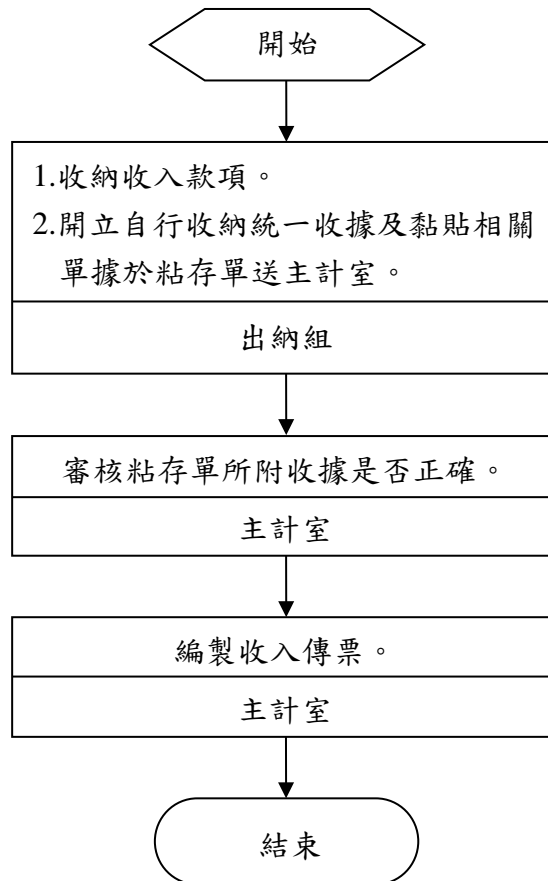 開始
1.收納收入款項。
2.開立自行收納統一收據及黏貼相關
單據於粘存單送主計室。
出納組
審核粘存單所附收據是否正確。
主計室
編製收入傳票。
主計室
結束